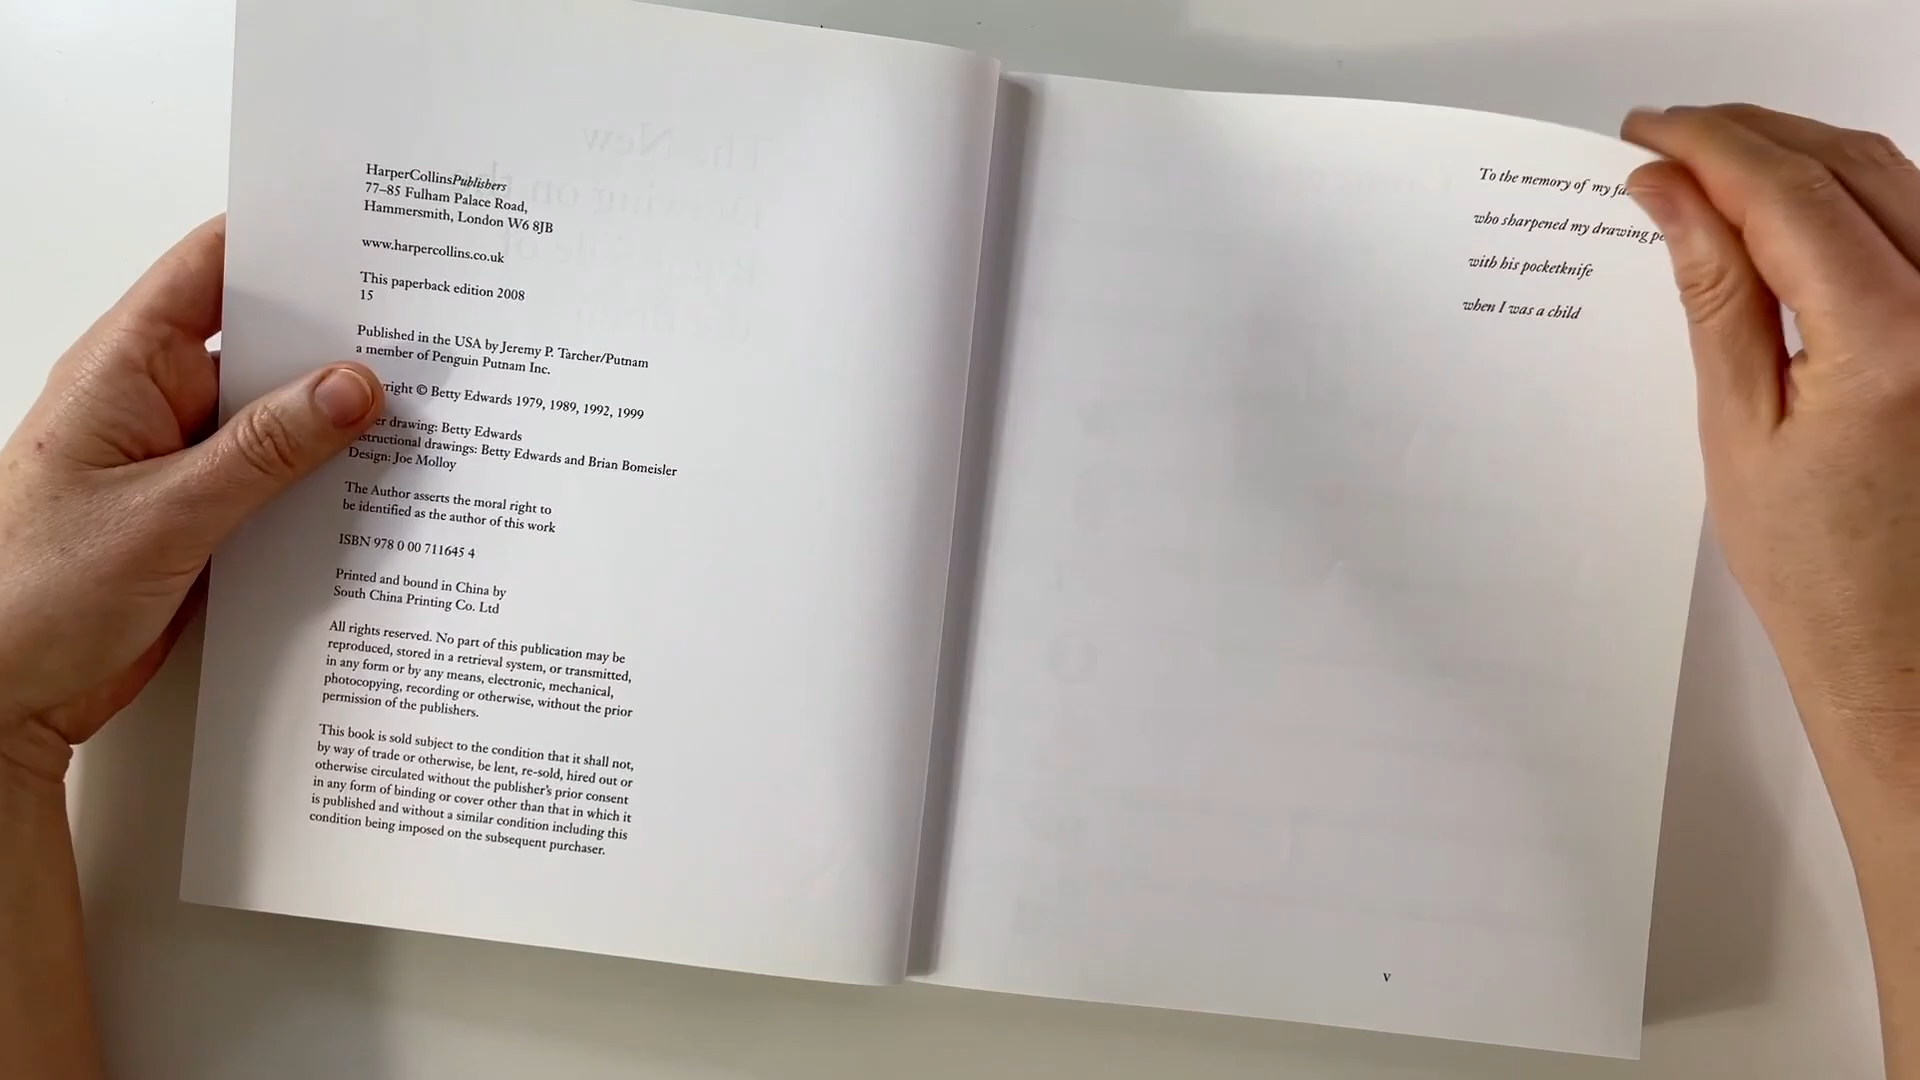 HarperCollinsPublishers
77–85 Fulham Palace Road,
Hammersmith, London W6 8JB
www.harpercollins.co.uk
This paperback edition 2008
15
Published in the USA by Jeremy P. Tarcher/Putnam
a member of Penguin Putnam Inc.
© Betty Edwards 1979, 1989, 1992, 1999
drawing: Betty Edwards
drawings: Betty Edwards and Brian Bomeisler
Design: Joe Molloy
The Author asserts the moral right to
be identified as the author of this work
ISBN 978 0 00 711645 4
Printed and bound in China by
South China Printing Co. Ltd
All rights reserved. No part of this publication may be
reproduced, stored in a retrieval system, or transmitted,
in any form or by any means, electronic, mechanical,
photocopying, recording or otherwise, without the prior
permission of the publishers.
This book is sold subject to the condition that it shall not,
by way of trade or otherwise, be lent, re-sold, hired out or
otherwise circulated without the publisher's prior consent
in any form of binding or cover other than that in which it
is published and without a similar condition including this
condition being imposed on the subsequent purchaser.
To the memory of my
who sharpened my drawing
with his pocketknife
when I was a child
v